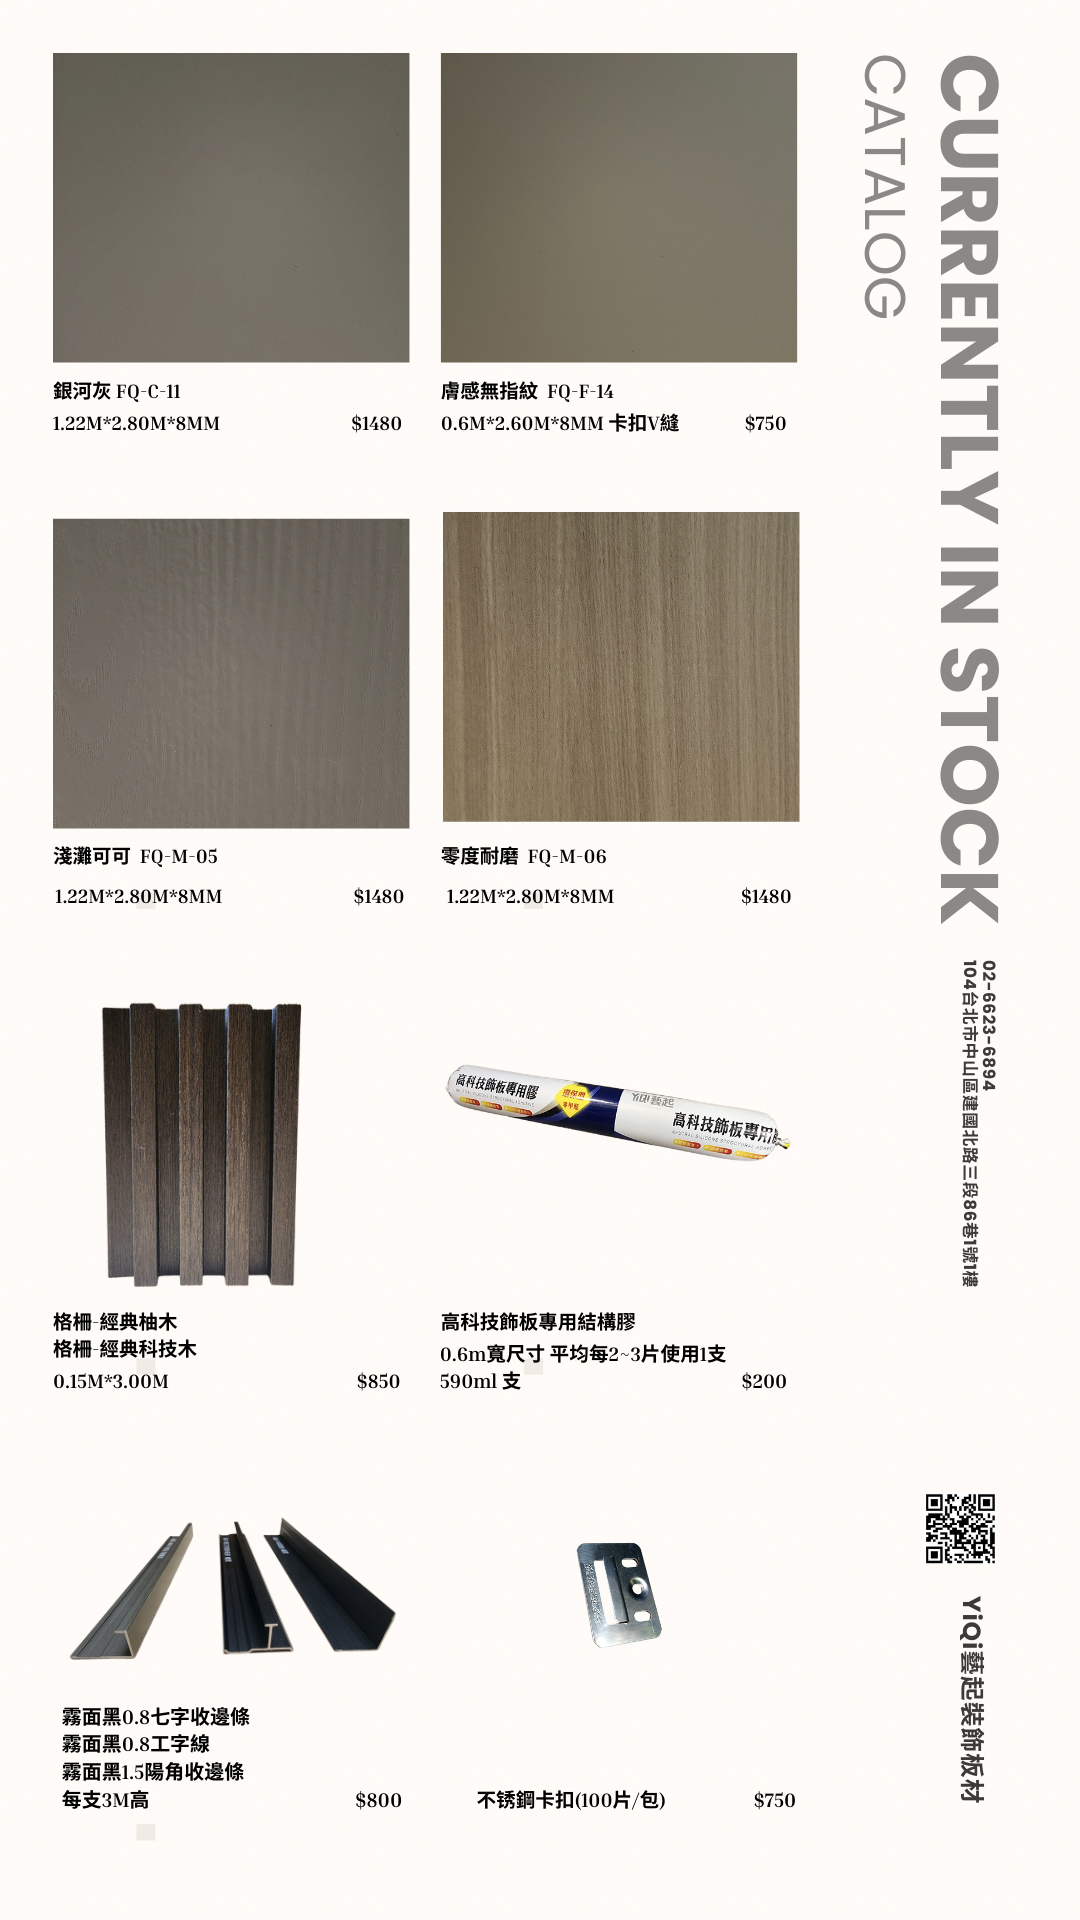 CURRENTLY IN STOCK
CATALOG
銀河灰 FQ-C-11
1.22M*2.80M*8MM $1480
膚感無指紋 FQ-F-14
0.6M*2.60M*8MM 卡扣V縫 $750
淺灘可可 FQ-M-05
1.22M*2.80M*8MM $1480
零度耐磨 FQ-M-06
1.22M*2.80M*8MM $1480
格柵-經典柚木
格柵-經典科技木
0.15M*3.00M $850
高科技飾板專用膠
YiQi藝起
高科技飾板專用膠
高科技飾板專用結構膠
0.6m寬尺寸 平均每2~3片使用1支
590ml 支 $200
霧面黑0.8七字收邊條
霧面黑0.8工字線
霧面黑1.5陽角收邊條
每支3M高 $800
不锈鋼卡扣(100片/包) $750
02-6623-6894
104台北市中山區建國北路三段86巷1號1樓
YiQi藝起裝飾板材